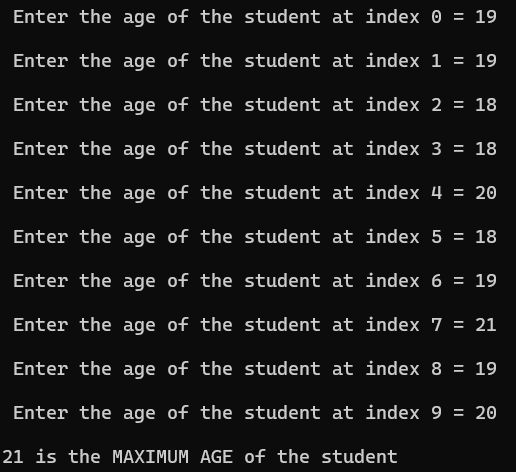 Enter the age of the student at index 0 = 19
Enter the age of the student at index 1 = 19
Enter the age of the student at index 2 = 18
Enter the age of the student at index 3 = 18
Enter the age of the student at index 4 = 20
Enter the age of the student at index 5 = 18
Enter the age of the student at index 6 = 19
Enter the age of the student at index 7 = 21
Enter the age of the student at index 8 = 19
Enter the age of the student at index 9 = 20
21 is the MAXIMUM AGE of the student